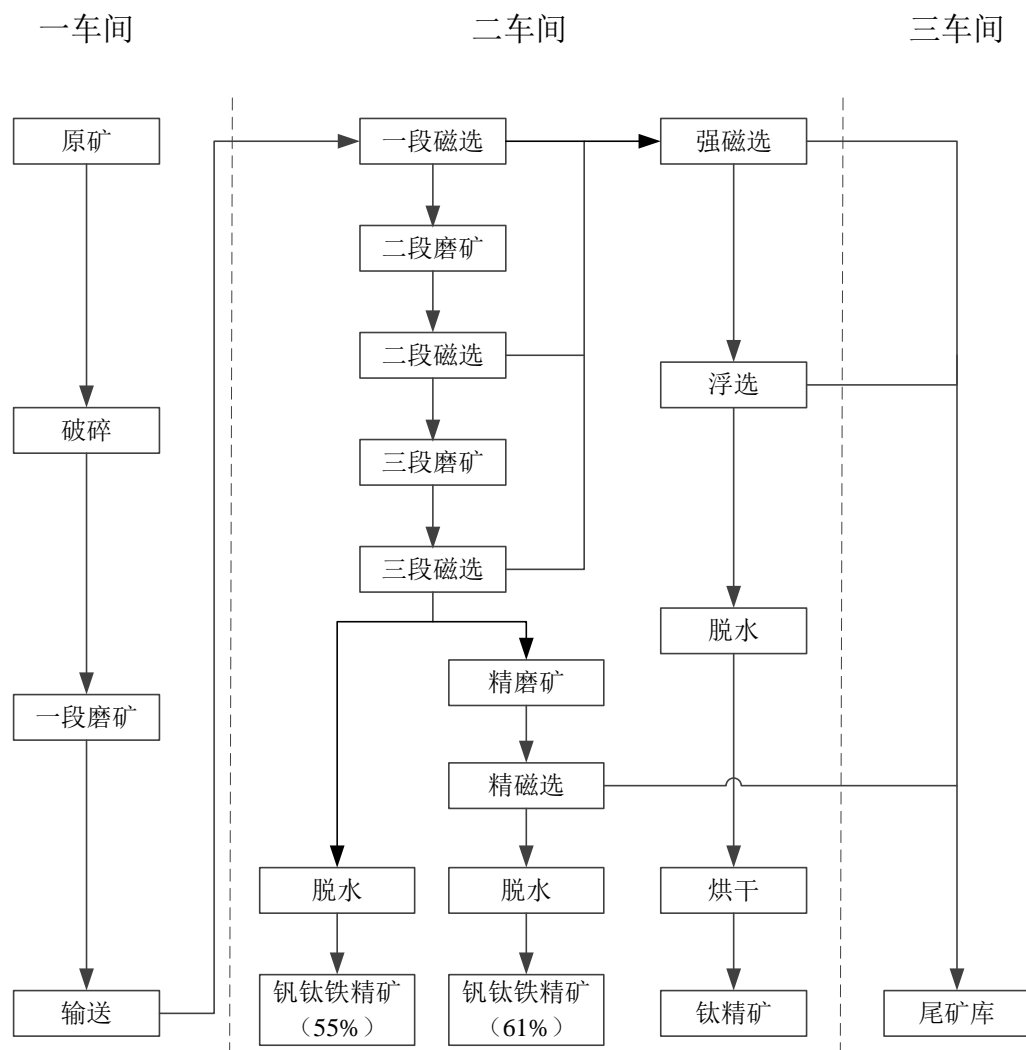 一车间
二车间
三车间
原矿
一段磁选
强磁选
二段磨矿
二段磁选
浮选
破碎
三段磨矿
三段磁选
脱水
精磨矿
一段磨矿
精磁选
脱水
脱水
烘干
输送
钒钛铁精矿
（55%）
钒钛铁精矿
（61%）
钛精矿
尾矿库